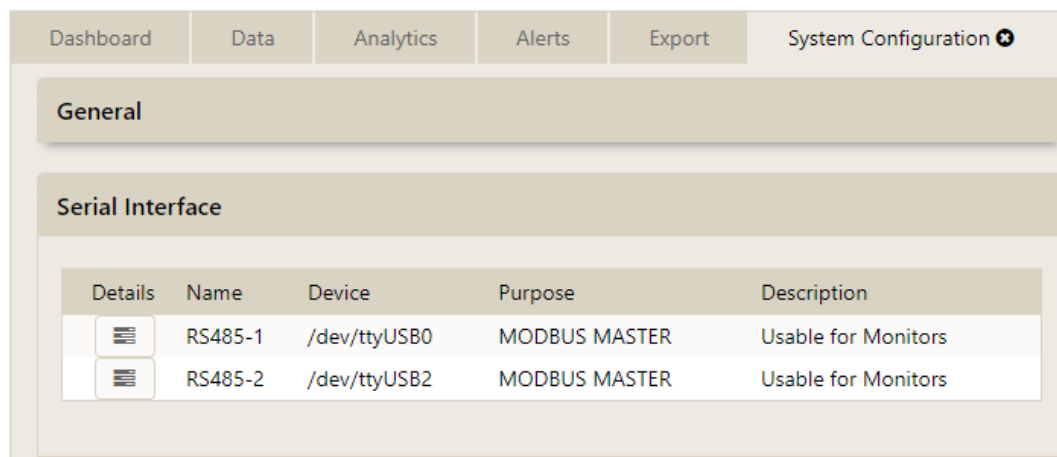 Dashboard Data Analytics Alerts Export System Configuration
General
Serial Interface
Details Name Device Purpose Description
RS485-1 /dev/ttyUSB0 MODBUS MASTER Usable for Monitors
RS485-2 /dev/ttyUSB2 MODBUS MASTER Usable for Monitors